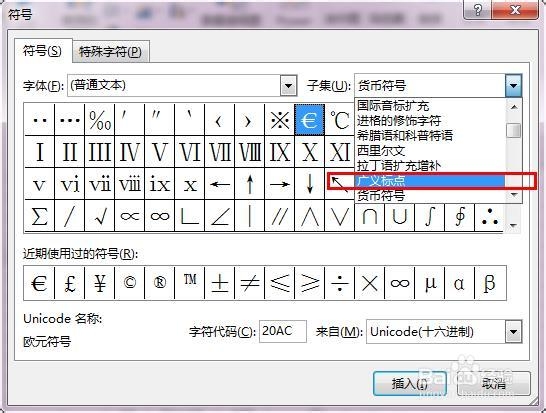 符号
符号(S) 特殊字符(P)
字体(F): (普通文本) 子集(U): 货币符号
国际音标扩充
进格的修饰字符
希腊语和科普特语
西里尔文
拉丁语扩充增补
广义标点
货币符号
‥ … ‰ ′ ″ ‵ ‹ › ※ € ℃
Ⅰ Ⅱ Ⅲ Ⅳ Ⅴ Ⅵ Ⅶ Ⅷ Ⅸ Ⅹ Ⅺ
ⅴ ⅵ ⅶ ⅷ ⅸ ⅹ ← ↑ → ↓ ↖
∑ ∕ √ ∝ ∞ ∟ ∠ ∣ ∥ ∧ ∨ ∩ ∪ ∫ ∮ ∴
近期使用过的符号(R):
€ £ ¥ © ® ™ ± ≠ ≤ ≥ ÷ × ∞ μ α β
Unicode 名称:
欧元符号
字符代码(C): 20AC 来自(M): Unicode(十六进制)
插入(I) 取消
Baidu 经验